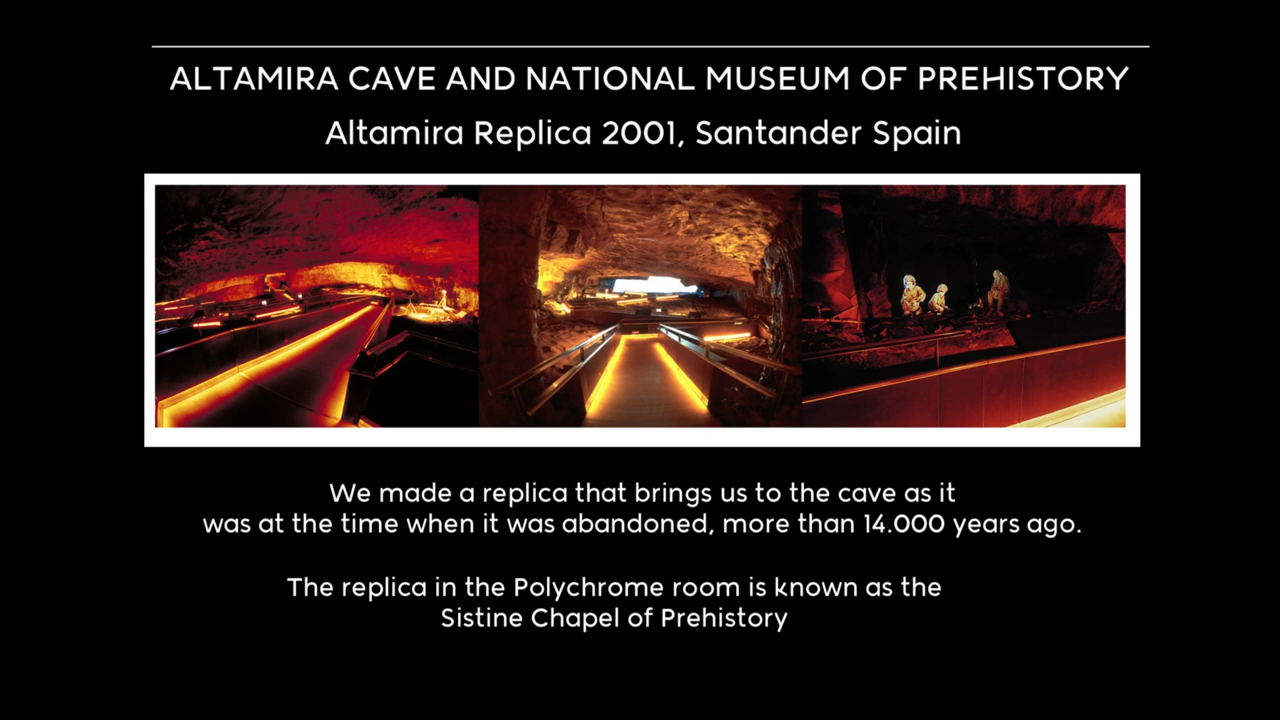 ALTAMIRA CAVE AND NATIONAL MUSEUM OF PREHISTORY
Altamira Replica 2001, Santander Spain
We made a replica that brings us to the cave as it
was at the time when it was abandoned, more than 14.000 years ago.
The replica in the Polychrome room is known as the
Sistine Chapel of Prehistory